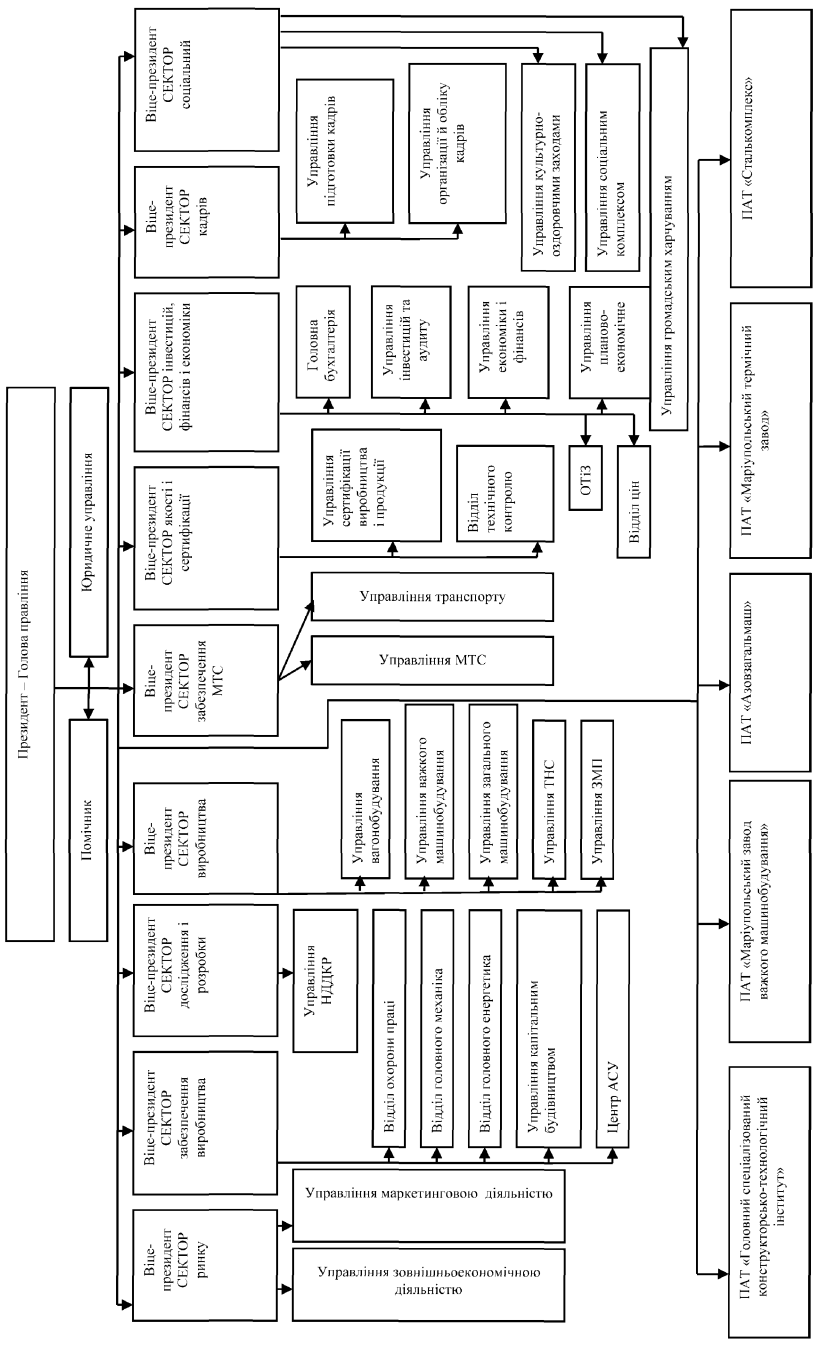 Президент – Голова правління
Помічник
Юридичне управління
Віце-
президент
СЕКТОР
ринку
Віце-президент
СЕКТОР
забезпечення
виробництва
Віце-президент
СЕКТОР
дослідження і
розробки
Віце-
президент
СЕКТОР
виробництва
Віце-
президент
СЕКТОР
забезпечення
МТС
Віце-президент
СЕКТОР
якості і
сертифікації
Віце-президент
СЕКТОР інвестицій,
фінансів і економіки
Віце-
президент
СЕКТОР
кадрів
Віце-президент
СЕКТОР
соціальний
Управління маркетинговою діяльністю
Управління зовнішньоекономічною
діяльністю
Відділ охорони праці
Відділ головного механіка
Відділ головного енергетика
Управління капітальним
будівництвом
Центр АСУ
Управління
НДДКР
Управління
вагонобудування
Управління важкого
машинобудування
Управління загального
машинобудування
Управління ТНС
Управління ЗМП
Управління МТС
Управління транспорту
Управління
сертифікації
виробництва
і продукції
Відділ
технічного
контролю
Головна
бухгалтерія
Управління
інвестицій та
аудиту
Управління
економіки і
фінансів
Управління
планово-
економічне
ОТіЗ
Відділ цін
Управління
підготовки кадрів
Управління
організації й обліку
кадрів
Управління культурно-
оздоровчими заходами
Управління соціальним
комплексом
Управління громадським харчуванням
ПАТ «Головний спеціалізований
конструкторсько-технологічний
інститут»
ПАТ «Маріупольський завод
важкого машинобудування»
ПАТ «Азовзагальмаш»
ПАТ «Маріупольський термічний
завод»
ПАТ «Сталькомплекс»